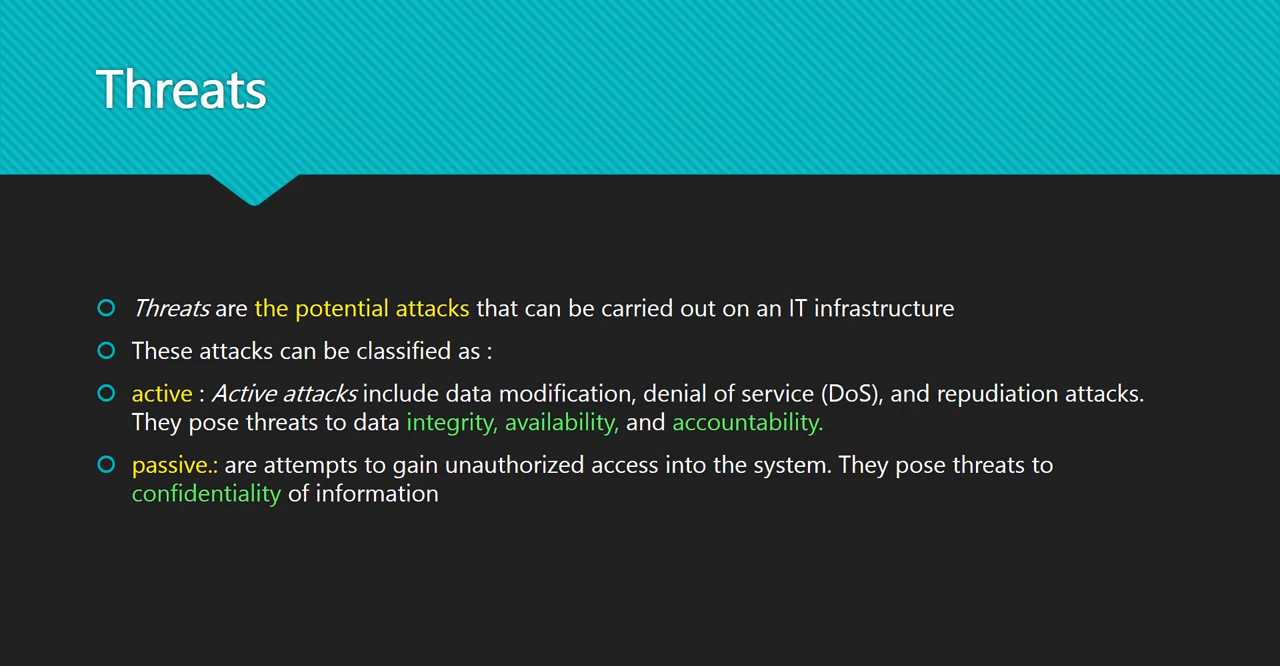 Threats
Threats are the potential attacks that can be carried out on an IT infrastructure
These attacks can be classified as :
active : Active attacks include data modification, denial of service (DoS), and repudiation attacks.
They pose threats to data integrity, availability, and accountability.
passive.: are attempts to gain unauthorized access into the system. They pose threats to
confidentiality of information